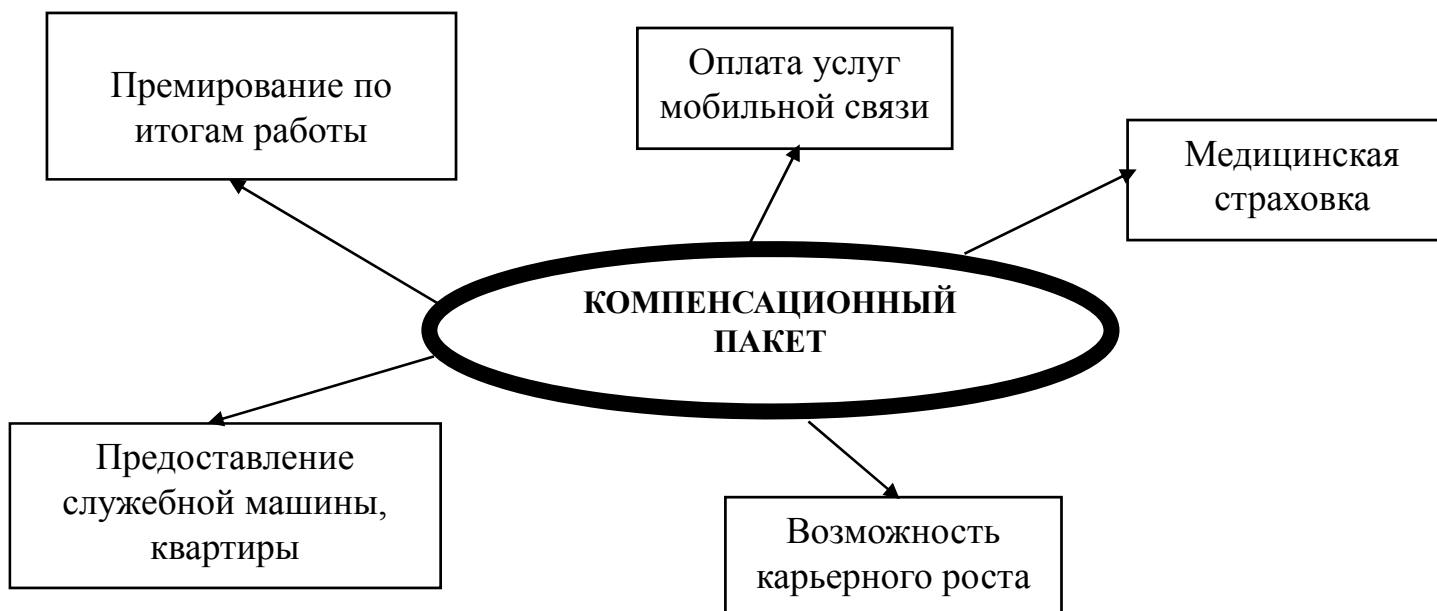 Премирование по
итогам работы
Оплата услуг
мобильной связи
Медицинская
страховка
КОМПЕНСАЦИОННЫЙ
ПАКЕТ
Предоставление
служебной машины,
квартиры
Возможность
карьерного роста